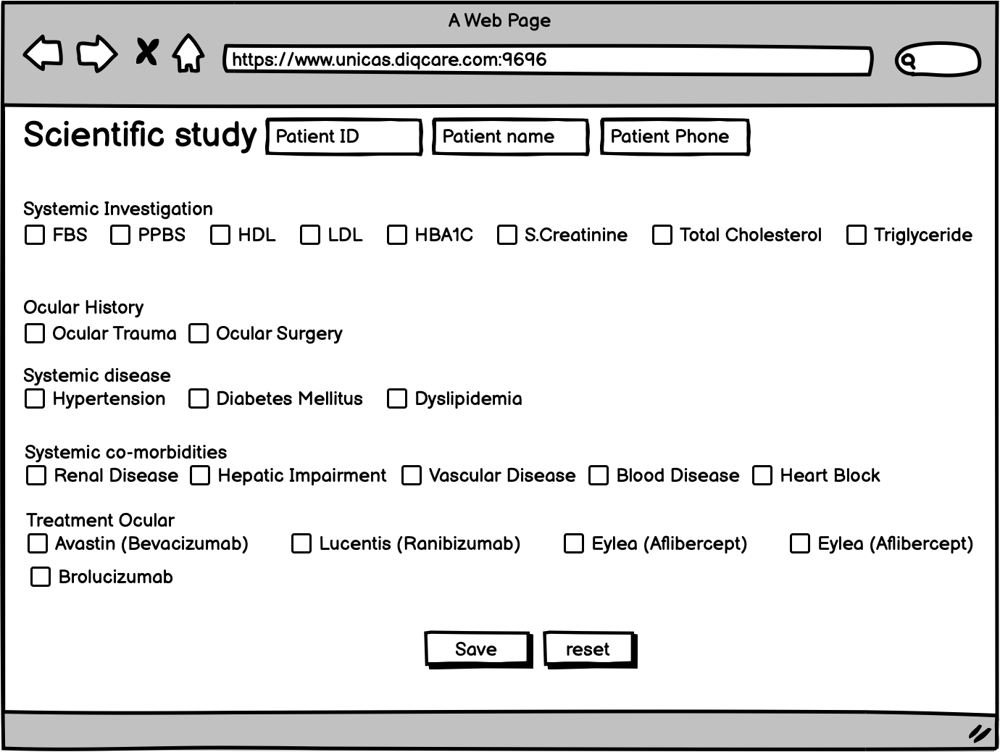 A Web Page
https://www.unicas.diqcare.com:9696
Scientific study Patient ID Patient name Patient Phone
Systemic Investigation
FBS PPBS HDL LDL HBA1C S.Creatinine Total Cholesterol Triglyceride
Ocular History
Ocular Trauma Ocular Surgery
Systemic disease
Hypertension Diabetes Mellitus Dyslipidemia
Systemic co-morbidities
Renal Disease Hepatic Impairment Vascular Disease Blood Disease Heart Block
Treatment Ocular
Avastin (Bevacizumab) Lucentis (Ranibizumab) Eylea (Aflibercept) Eylea (Aflibercept)
Brolucizumab
Save reset